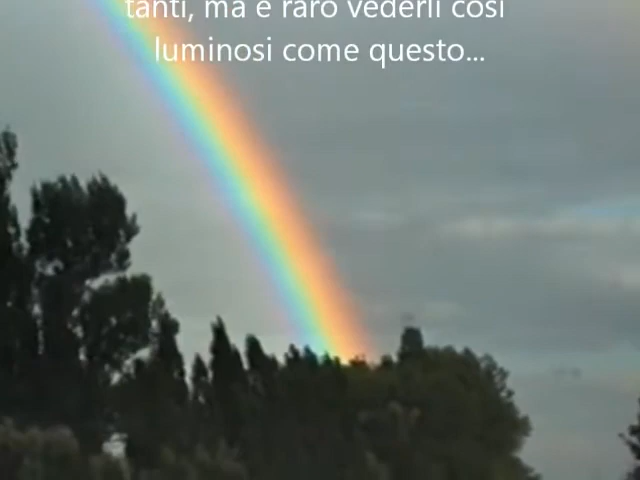 tanti, ma è raro vederli così
luminosi come questo...